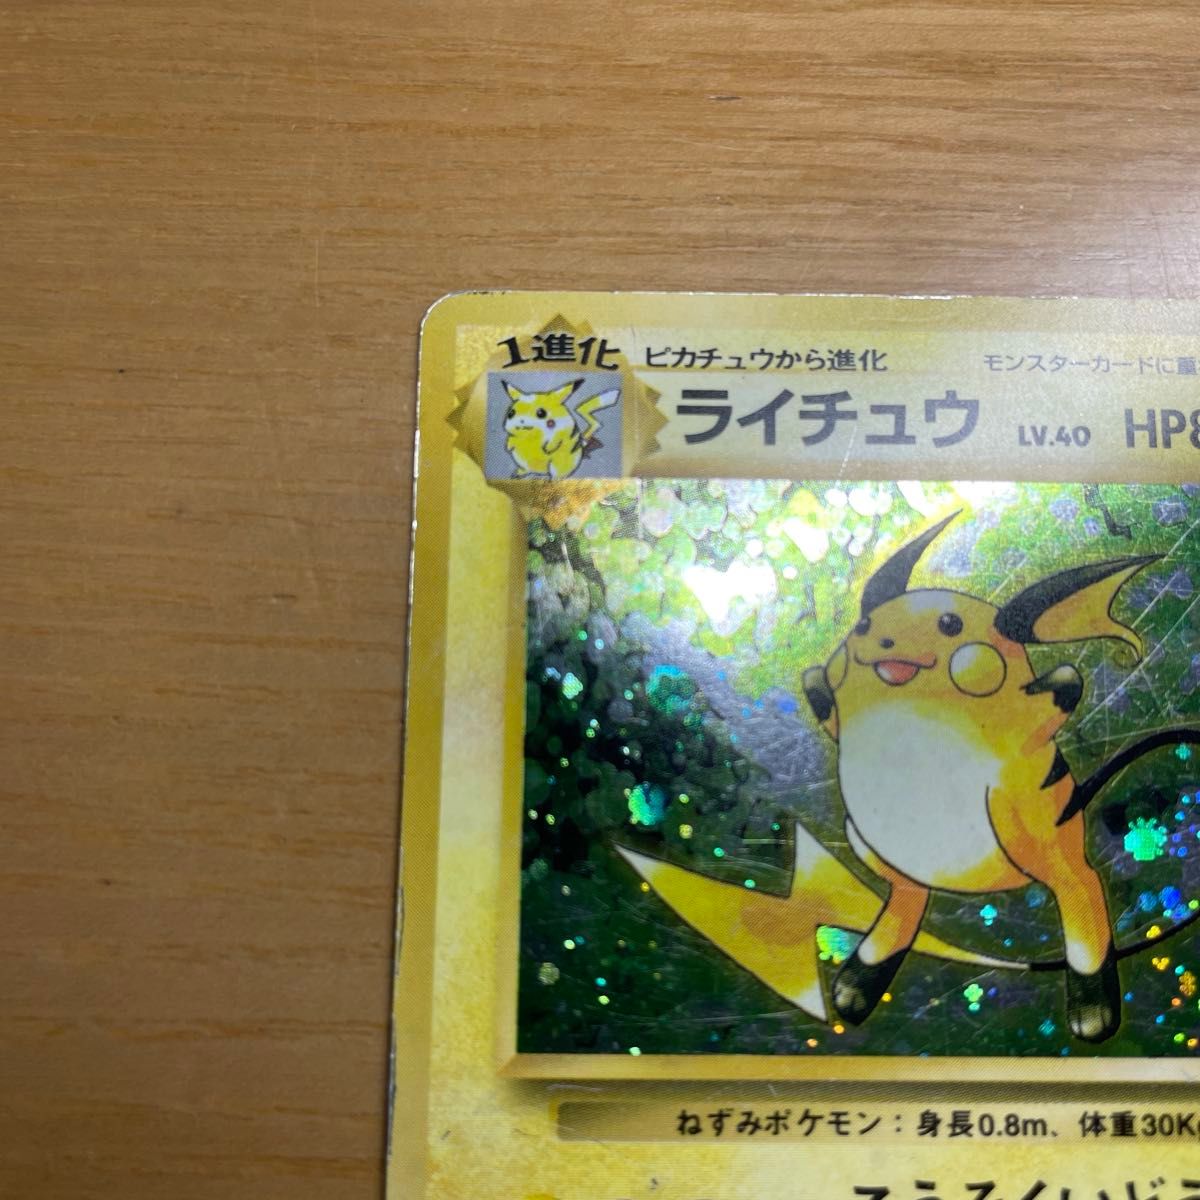 1進化 ピカチュウから進化 モンスターカードに重
ライチュウ LV.40 HP8
ねずみポケモン：身長0.8m、体重30K